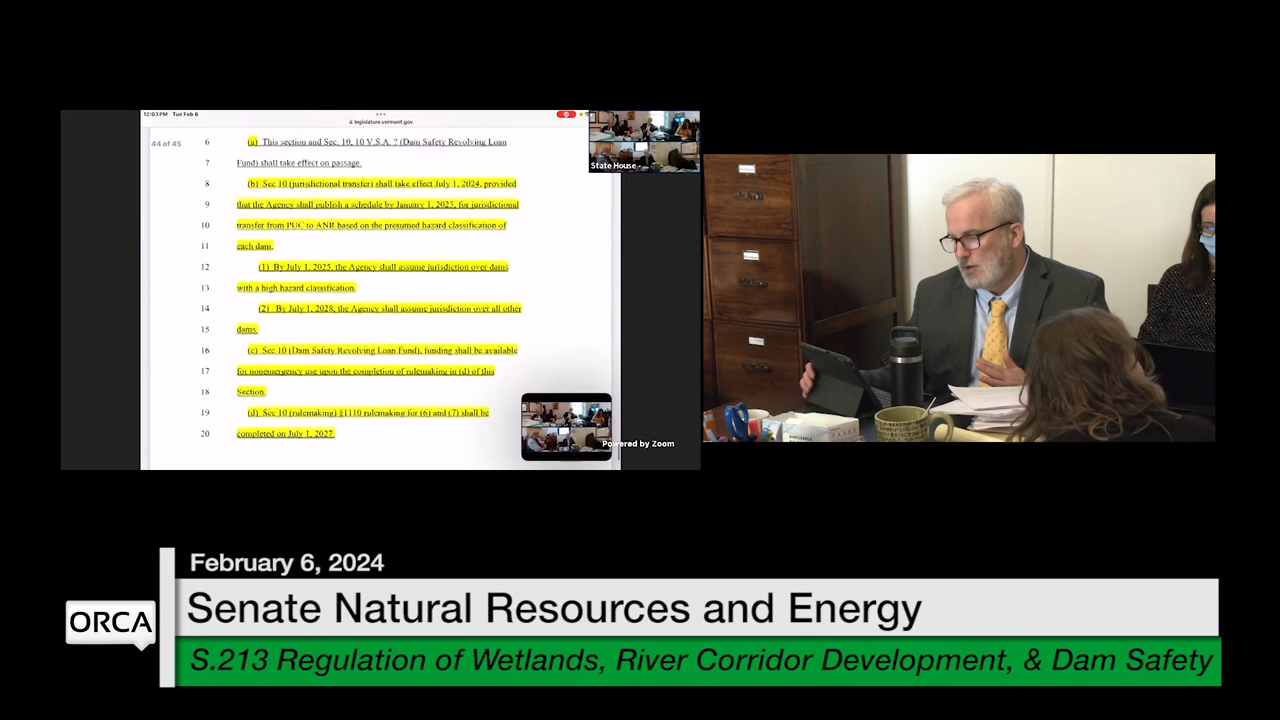 12:03 PM Tue Feb 6
legislature.vermont.gov
44 of 45
6 (a) This section and Sec. 10, 10 V.S.A. ? (Dam Safety Revolving Loan
7 Fund) shall take effect on passage.
8 (b) Sec 10 (jurisdictional transfer) shall take effect July 1, 2024, provided
9 that the Agency shall publish a schedule by January 1, 2025, for jurisdictional
10 transfer from PUC to ANR based on the presumed hazard classification of
11 each dam.
12 (1) By July 1, 2025, the Agency shall assume jurisdiction over dams
13 with a high hazard classification.
14 (2) By July 1, 2028, the Agency shall assume jurisdiction over all other
15 dams.
16 (c) Sec 10 (Dam Safety Revolving Loan Fund), funding shall be available
17 for nonemergency use upon the completion of rulemaking in (d) of this
18 Section.
19 (d) Sec 10 (rulemaking) §1110 rulemaking for (6) and (7) shall be
20 completed on July 1, 2027.
State House -
Powered by Zoom
February 6, 2024
ORCA
Senate Natural Resources and Energy
S.213 Regulation of Wetlands, River Corridor Development, & Dam Safety